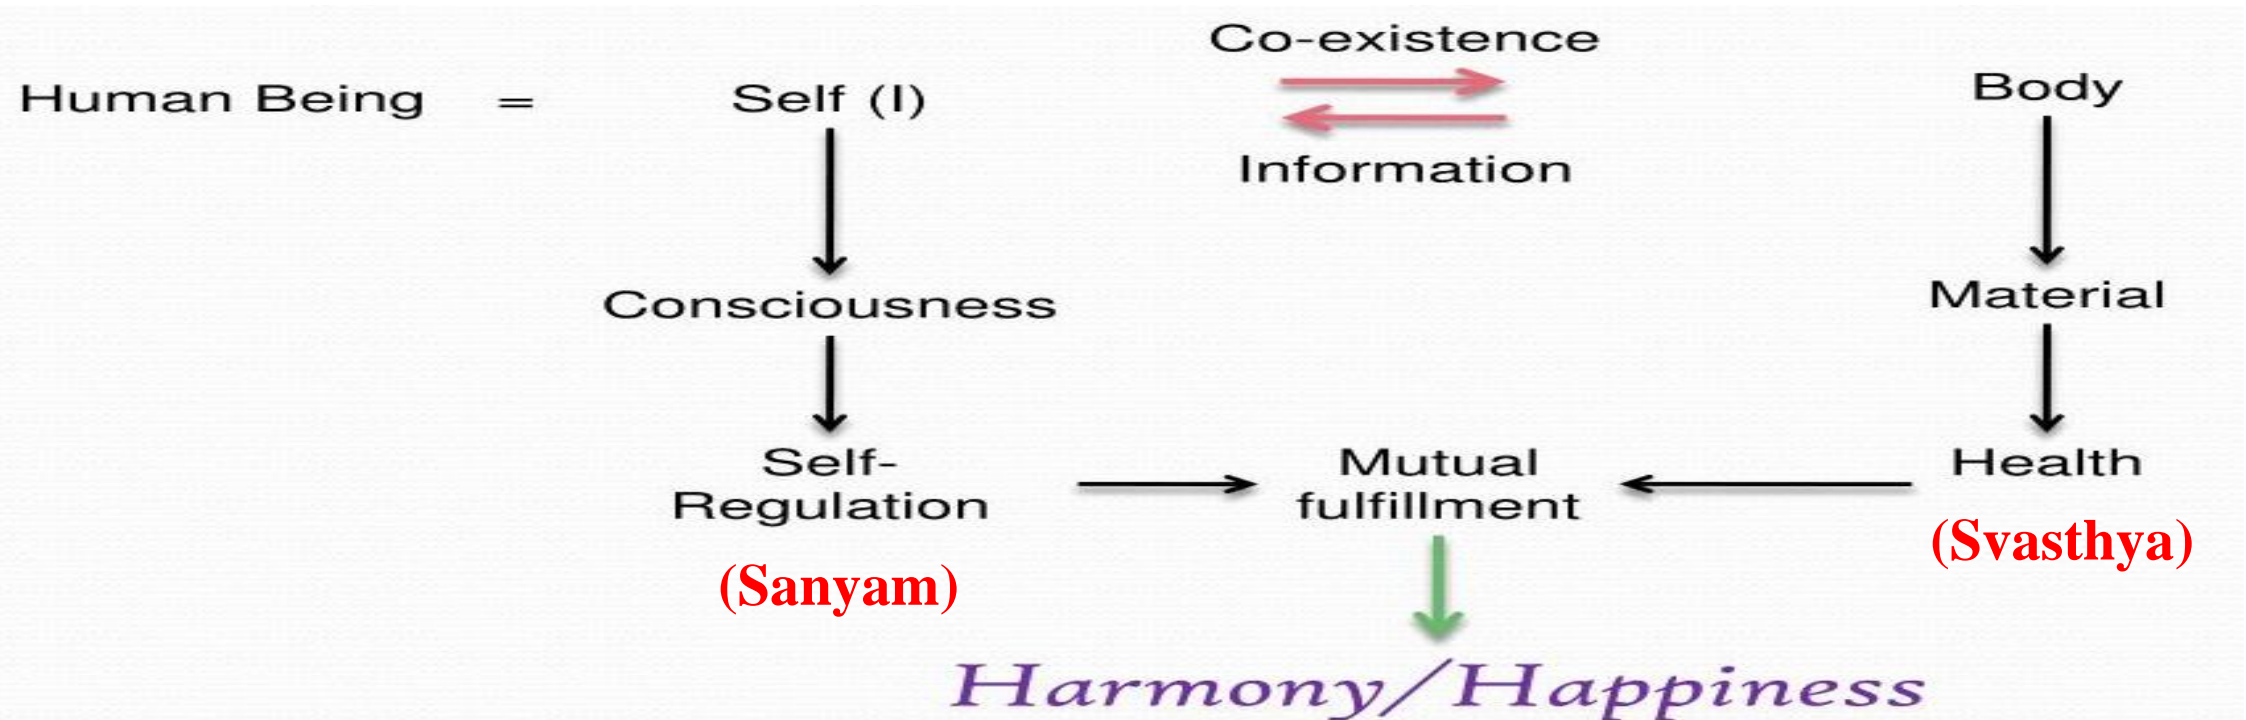 Co-existence
Human Being = Self (I) Body
Information
Consciousness Material
Self- Mutual Health
Regulation fulfillment
(Svasthya)
(Sanyam)
Harmony/Happiness